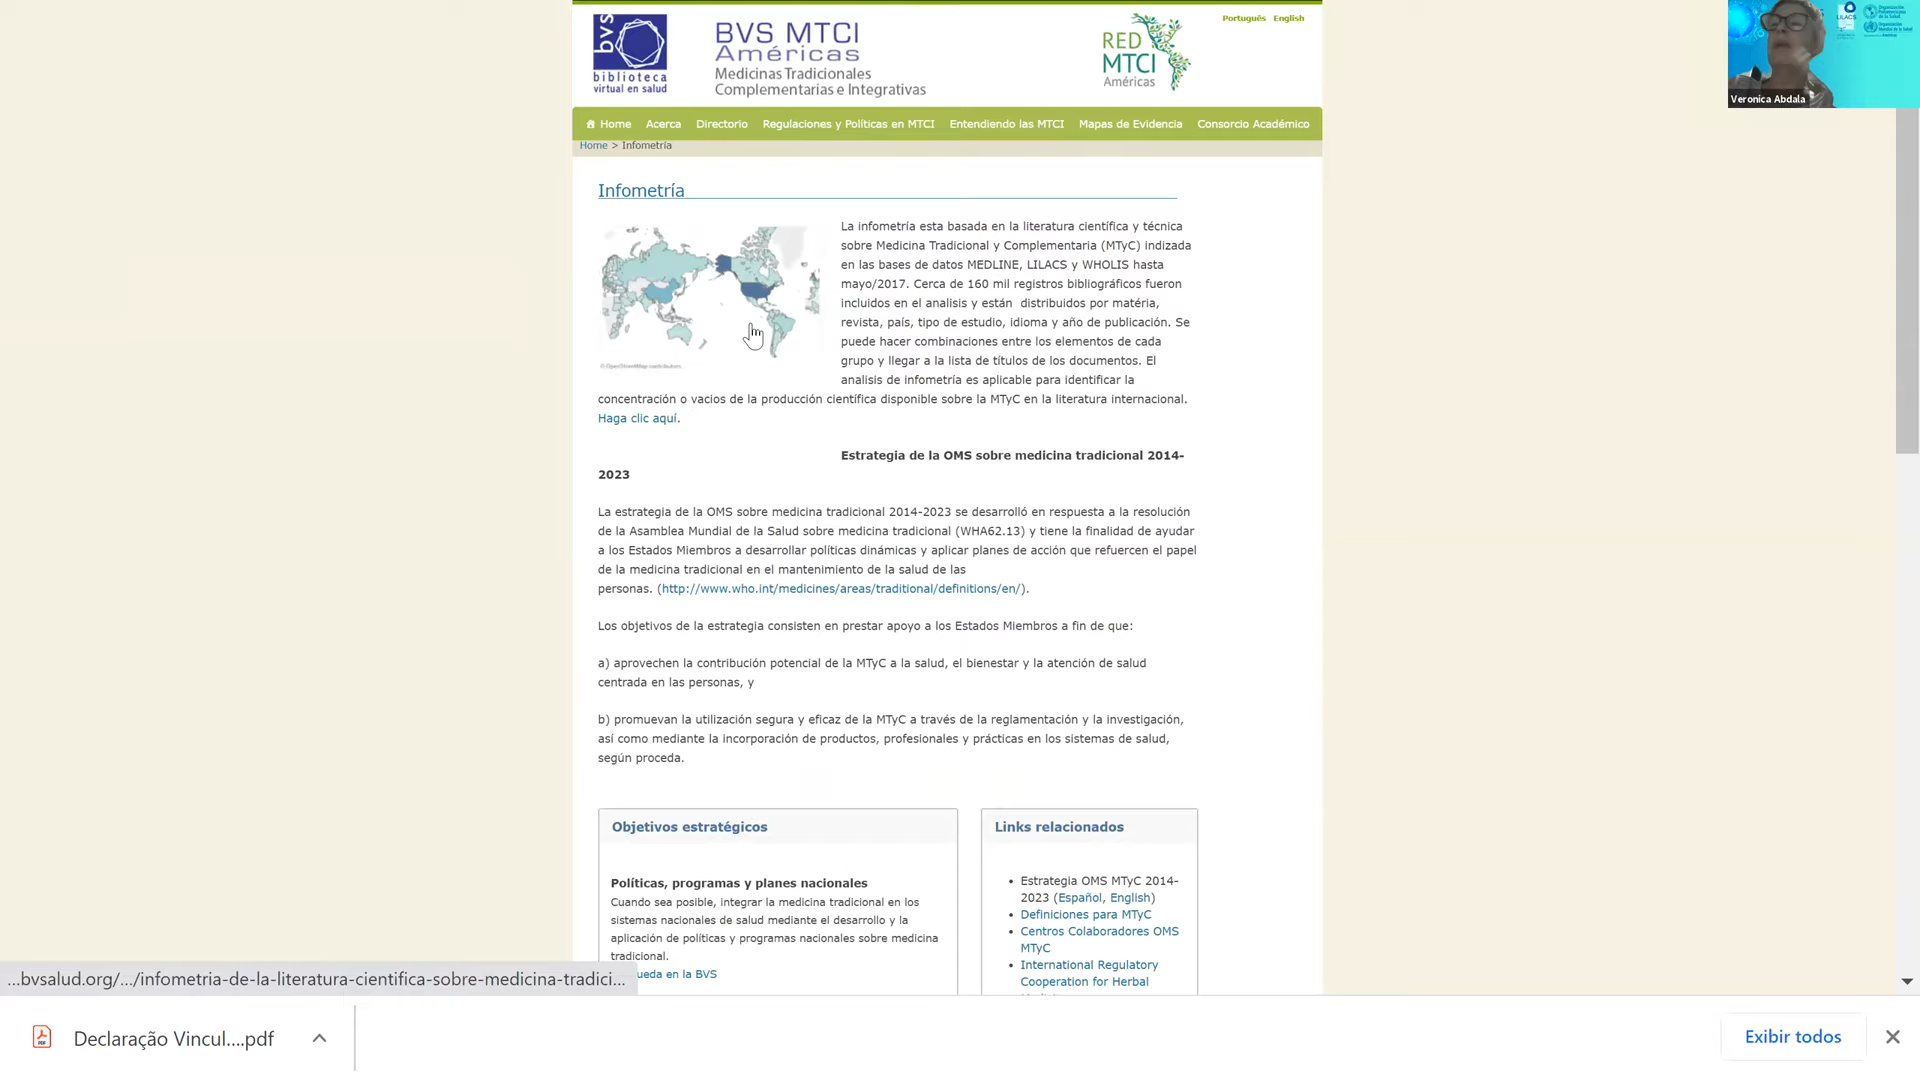 Português English
bvs
biblioteca
virtual en salud
BVS MTCI
Américas
Medicinas Tradicionales
Complementarias e Integrativas
RED
MTCI
Américas
LILACS
Veronica Abdala
Home Acerca Directorio Regulaciones y Políticas en MTCI Entendiendo las MTCI Mapas de Evidencia Consorcio Académico
Home > Infometría
Infometría
La infometría esta basada en la literatura científica y técnica
sobre Medicina Tradicional y Complementaria (MTyC) indizada
en las bases de datos MEDLINE, LILACS y WHOLIS hasta
mayo/2017. Cerca de 160 mil registros bibliográficos fueron
incluidos en el analisis y están distribuidos por matéria,
revista, país, tipo de estudio, idioma y año de publicación. Se
puede hacer combinaciones entre los elementos de cada
grupo y llegar a la lista de títulos de los documentos. El
analisis de infometría es aplicable para identificar la
concentración o vacios de la producción científica disponible sobre la MTyC en la literatura internacional.
Haga clic aquí.
© OpenStreetMap contributors
Estrategia de la OMS sobre medicina tradicional 2014-
2023
La estrategia de la OMS sobre medicina tradicional 2014-2023 se desarrolló en respuesta a la resolución
de la Asamblea Mundial de la Salud sobre medicina tradicional (WHA62.13) y tiene la finalidad de ayudar
a los Estados Miembros a desarrollar políticas dinámicas y aplicar planes de acción que refuercen el papel
de la medicina tradicional en el mantenimiento de la salud de las
personas. (http://www.who.int/medicines/areas/traditional/definitions/en/).
Los objetivos de la estrategia consisten en prestar apoyo a los Estados Miembros a fin de que:
a) aprovechen la contribución potencial de la MTyC a la salud, el bienestar y la atención de salud
centrada en las personas, y
b) promuevan la utilización segura y eficaz de la MTyC a través de la reglamentación y la investigación,
así como mediante la incorporación de productos, profesionales y prácticas en los sistemas de salud,
según proceda.
Objetivos estratégicos
Políticas, programas y planes nacionales
Cuando sea posible, integrar la medicina tradicional en los
sistemas nacionales de salud mediante el desarrollo y la
aplicación de políticas y programas nacionales sobre medicina
tradicional.
ueda en la BVS
Links relacionados
• Estrategia OMS MTyC 2014-
2023 (Español, English)
• Definiciones para MTyC
• Centros Colaboradores OMS
MTyC
• International Regulatory
Cooperation for Herbal
...bvsalud.org/.../infometria-de-la-literatura-cientifica-sobre-medicina-tradici...
Declaração Vincul....pdf
Exibir todos